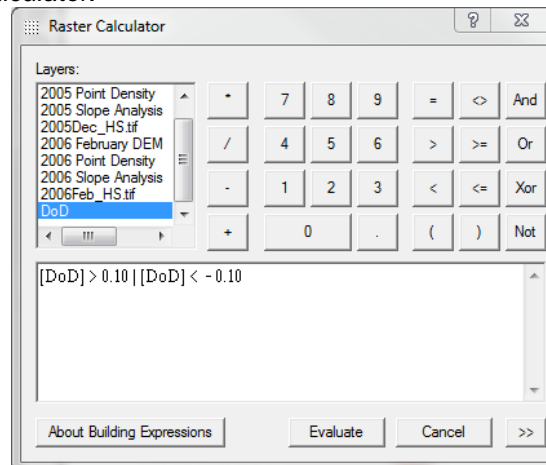 Raster Calculator
Layers:
2005 Point Density
2005 Slope Analysis
2005Dec_HS.tif
2006 February DEM
2006 Point Density
2006 Slope Analysis
2006Feb_HS.tif
DoD
* 7 8 9 = <> And
/ 4 5 6 > >= Or
- 1 2 3 < <= Xor
+ 0 . ( ) Not
[DoD] > 0.10 | [DoD] < - 0.10
About Building Expressions Evaluate Cancel >>